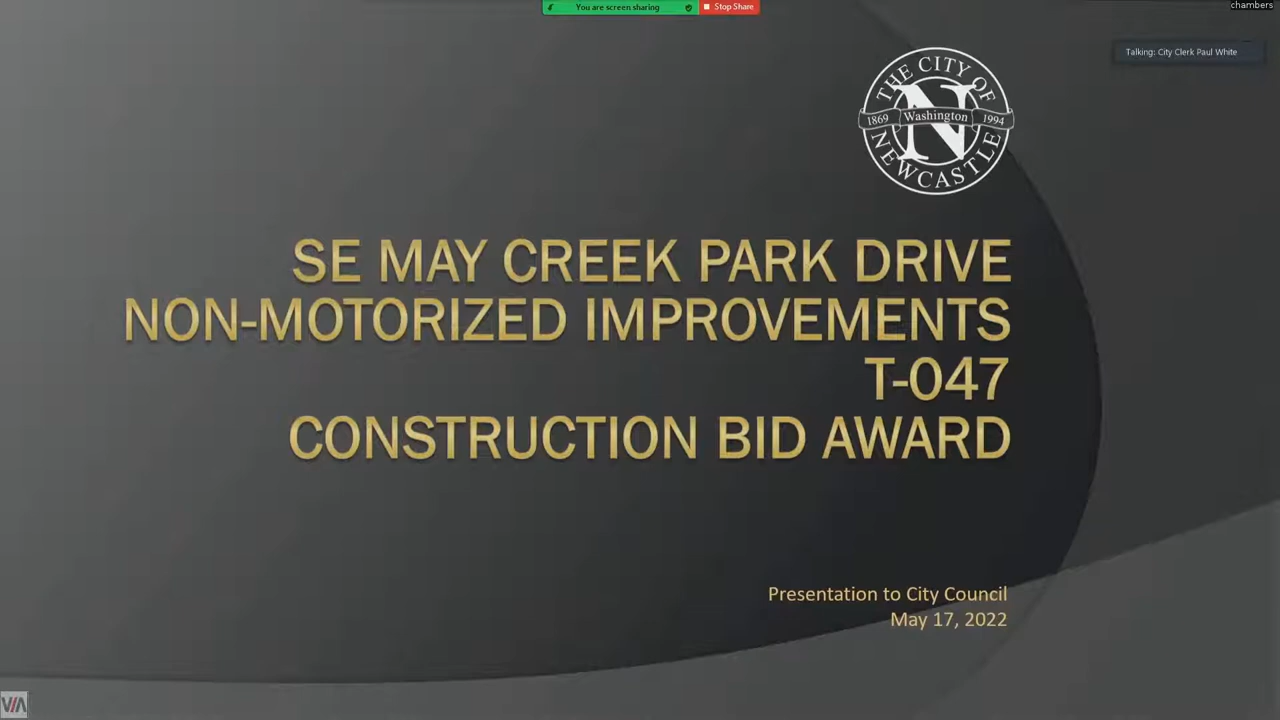 You are screen sharing
Stop Share
chambers
Talking: City Clerk Paul White
THE CITY OF
1869 Washington 1994
N
NEWCASTLE
SE MAY CREEK PARK DRIVE
NON-MOTORIZED IMPROVEMENTS
T-047
CONSTRUCTION BID AWARD
Presentation to City Council
May 17, 2022
VIA